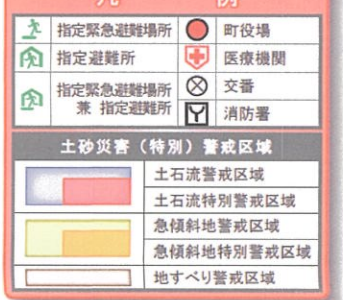 凡 例
指定緊急避難場所 町役場
指定避難所 医療機関
指定緊急避難場所
兼 指定避難所
交番
消防署
土砂災害（特別）警戒区域
土石流警戒区域
土石流特別警戒区域
急傾斜地警戒区域
急傾斜地特別警戒区域
地すべり警戒区域